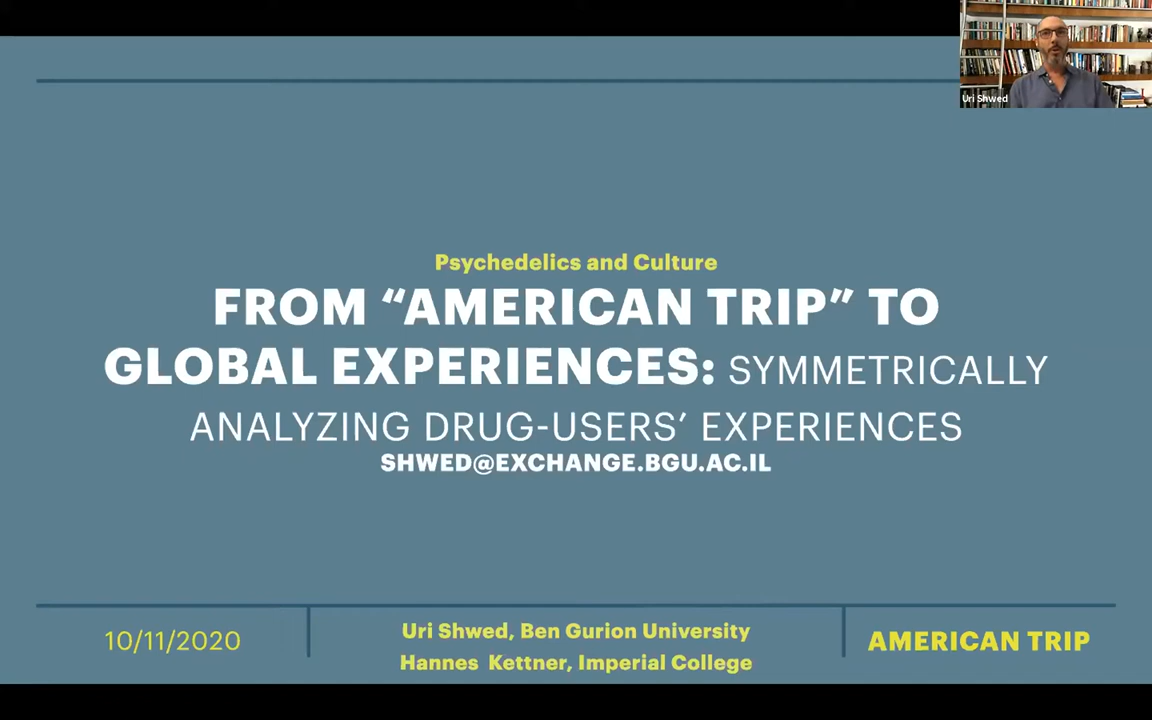 Uri Shwed
Psychedelics and Culture
FROM “AMERICAN TRIP” TO
GLOBAL EXPERIENCES: SYMMETRICALLY
ANALYZING DRUG-USERS’ EXPERIENCES
SHWED@EXCHANGE.BGU.AC.IL
10/11/2020
Uri Shwed, Ben Gurion University
Hannes Kettner, Imperial College
AMERICAN TRIP